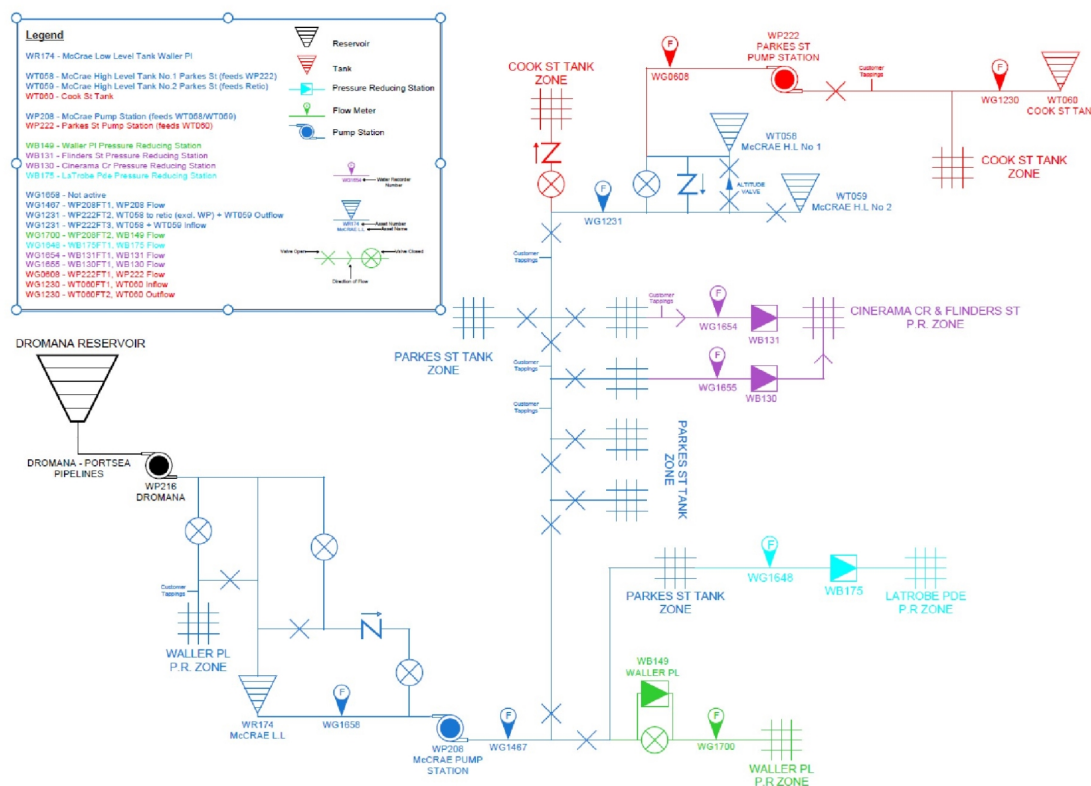 Legend
WR174 - McCrae Low Level Tank Waller Pl
WT058 - McCrae High Level Tank No.1 Parkes St (feeds WP222)
WT059 - McCrae High Level Tank No.2 Parkes St (feeds Retic)
WT060 - Cook St Tank
WP208 - McCrae Pump Station (feeds WT058/WT059)
WP222 - Parkes St Pump Station (feeds WT060)
WB149 - Waller Pl Pressure Reducing Station
WB131 - Flinders St Pressure Reducing Station
WB130 - Cinerama Cr Pressure Reducing Station
WB175 - LaTrobe Pde Pressure Reducing Station
WG1658 - Not active
WG1467 - WP208FT1, WP208 Flow
WG1231 - WP222FT2, WT058 to retic (excl. WP) + WT059 Outflow
WG1231 - WP222FT3, WT058 + WT059 Inflow
WG1700 - WP208FT2, WB149 Flow
WG1648 - WB175FT1, WB175 Flow
WG1654 - WB131FT1, WB131 Flow
WG1655 - WB130FT1, WB130 Flow
WG0608 - WP222FT1, WP222 Flow
WG1230 - WT060FT1, WT060 Inflow
WG1230 - WT060FT2, WT060 Outflow
Reservoir
Tank
Pressure Reducing Station
F
Flow Meter
Pump Station
F
WG1654
Water Recorder
Number
WR174
McCRAE L.L
Asset Number
Asset Name
Valve Open
Valve Closed
Direction of Flow
COOK ST TANK
ZONE
F
WG0608
WP222
PARKES ST
PUMP STATION
Customer
Tappings
F
WG1230
WT060
COOK ST TANK
COOK ST TANK
ZONE
WT058
McCRAE H.L No 1
ALTITUDE
VALVE
WT059
McCRAE H.L No 2
F
WG1231
Customer
Tappings
PARKES ST TANK
ZONE
Customer
Tappings
F
WG1654
WB131
CINERAMA CR & FLINDERS ST
P.R. ZONE
Customer
Tappings
F
WG1655
WB130
Customer
Tappings
PARKES ST TANK
ZONE
DROMANA RESERVOIR
DROMANA - PORTSEA
PIPELINES
WP216
DROMANA
Customer
Tappings
WALLER PL
P.R. ZONE
WR174
McCRAE L.L
F
WG1658
WP208
McCRAE PUMP
STATION
F
WG1467
PARKES ST TANK
ZONE
F
WG1648
WB175
LATROBE PDE
P.R ZONE
WB149
WALLER PL
F
WG1700
WALLER PL
P.R ZONE